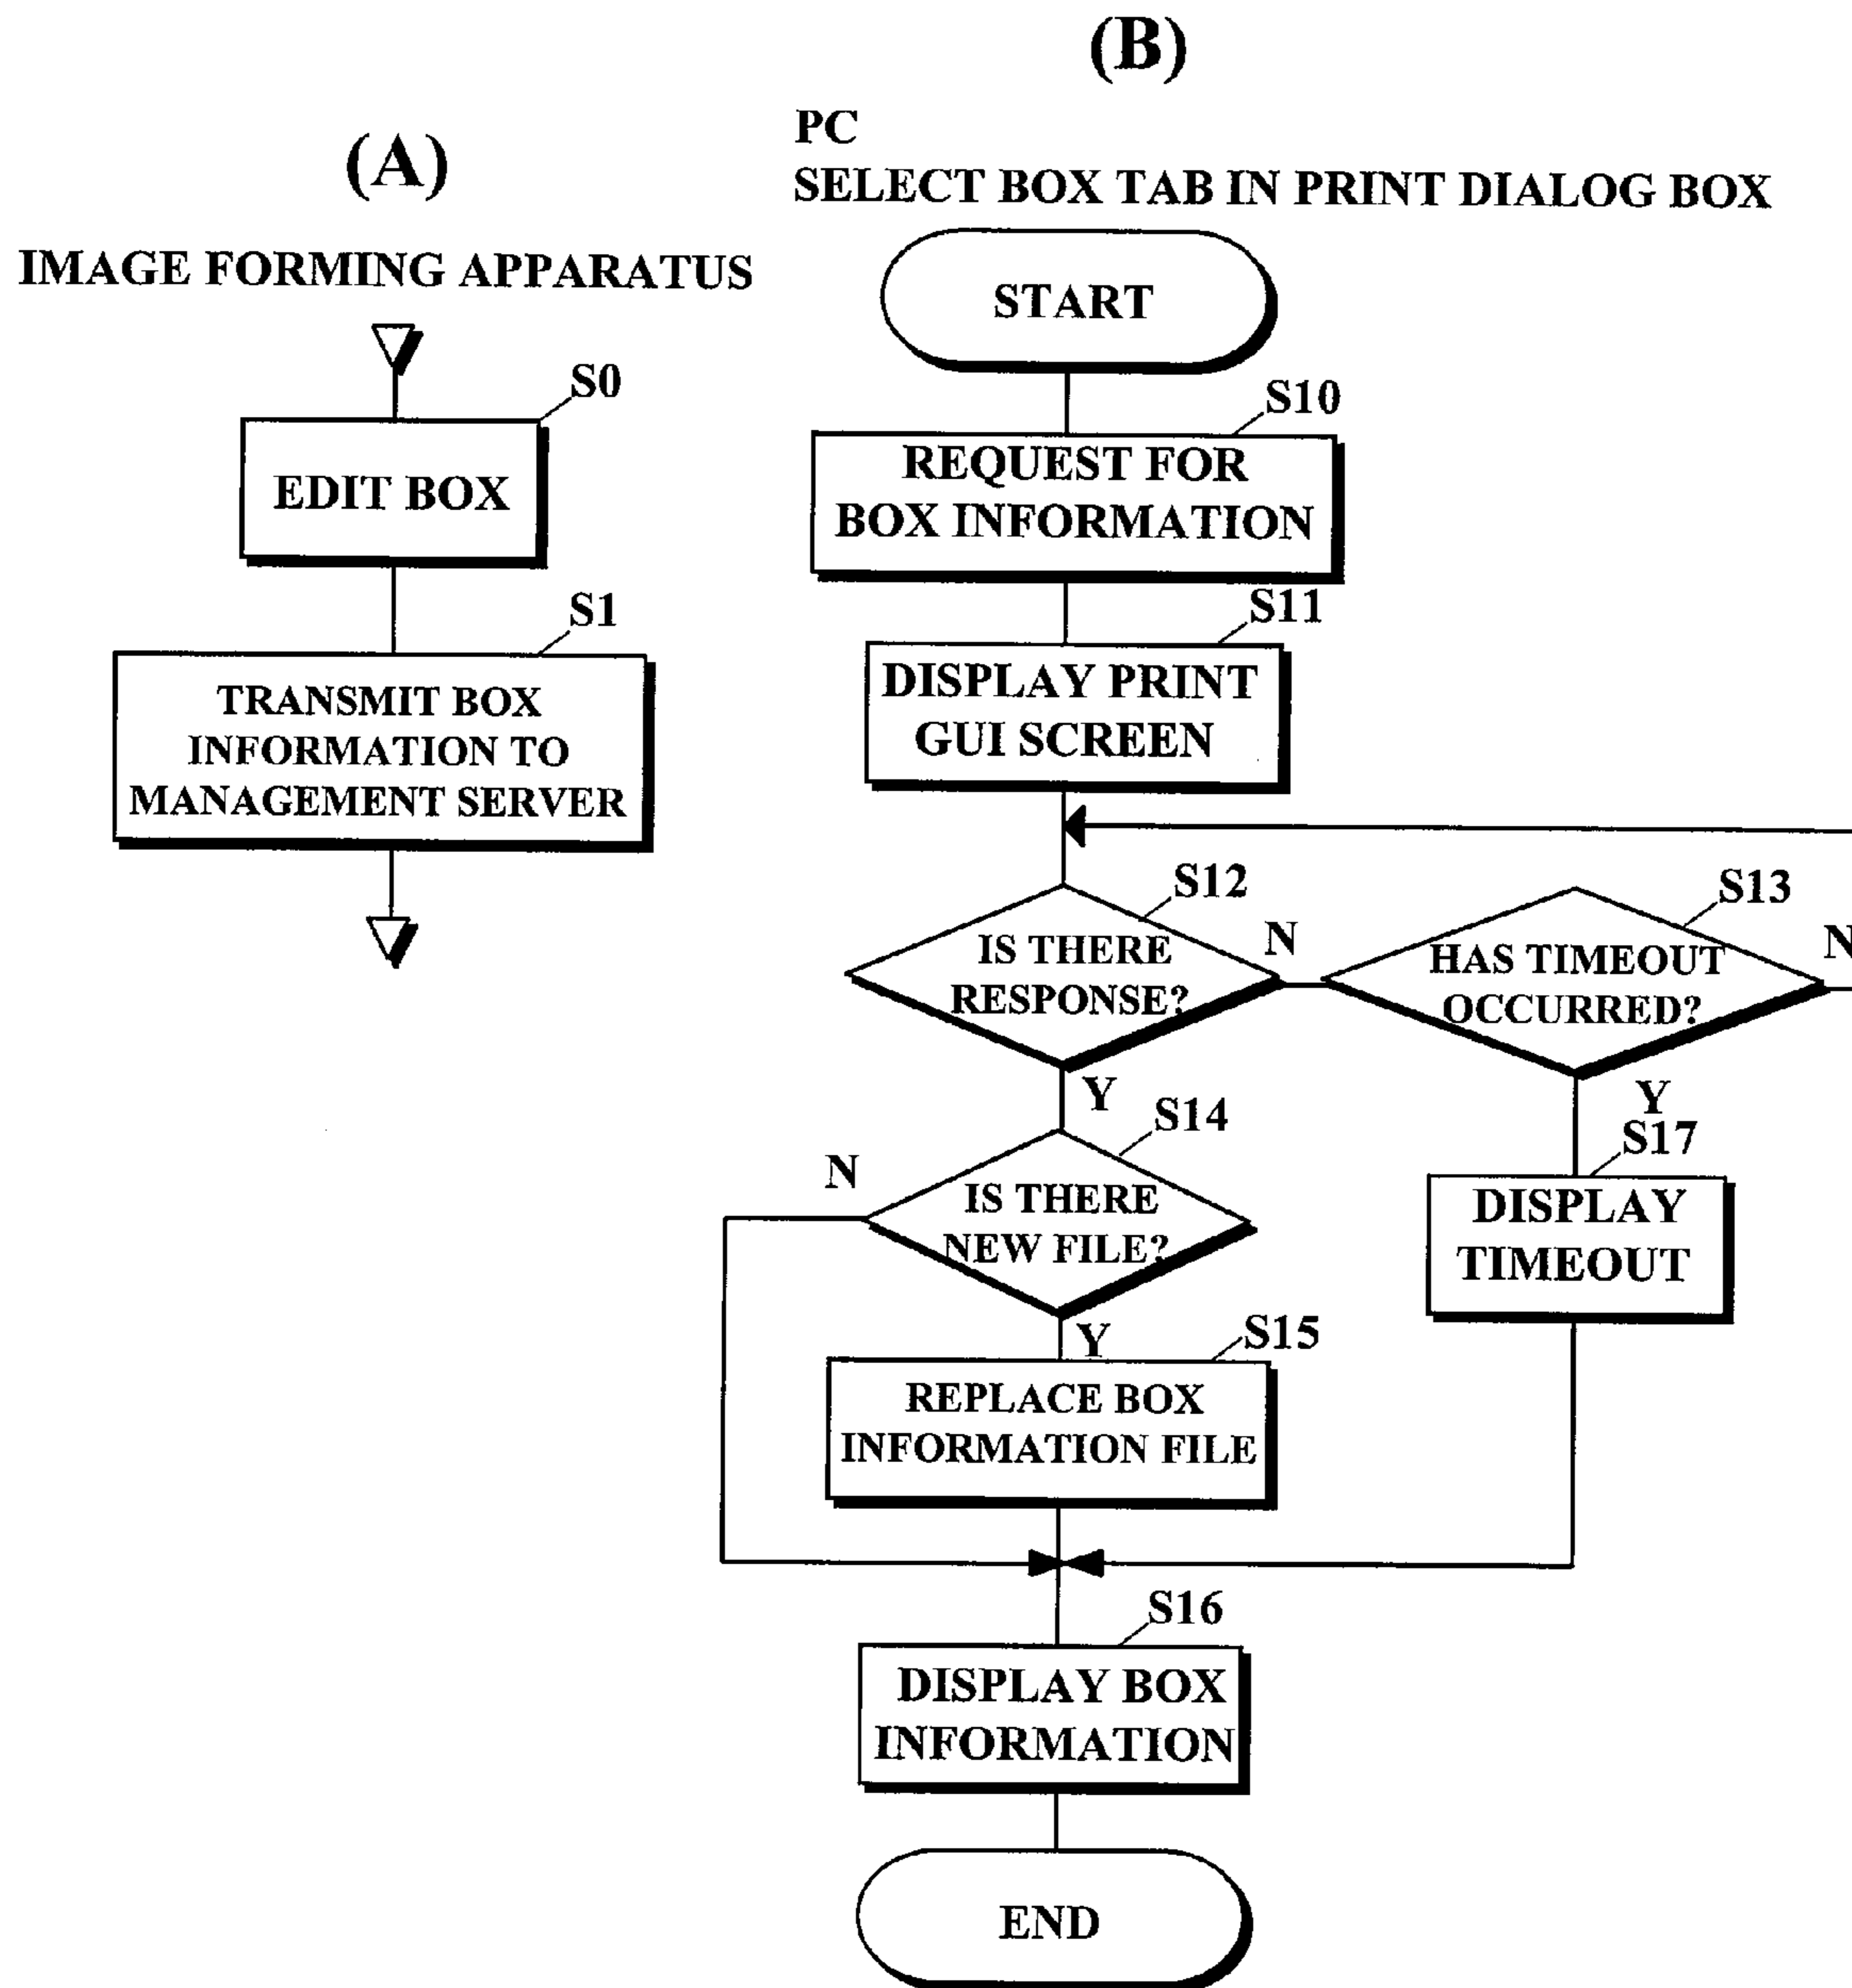 (A)
IMAGE FORMING APPARATUS
S0
EDIT BOX
S1
TRANSMIT BOX
INFORMATION TO
MANAGEMENT SERVER
(B)
PC
SELECT BOX TAB IN PRINT DIALOG BOX
START
S10
REQUEST FOR
BOX INFORMATION
S11
DISPLAY PRINT
GUI SCREEN
S12
IS THERE
RESPONSE?
N
Y
S13
HAS TIMEOUT
OCCURRED?
N
Y
S17
DISPLAY
TIMEOUT
S14
N
IS THERE
NEW FILE?
Y
S15
REPLACE BOX
INFORMATION FILE
S16
DISPLAY BOX
INFORMATION
END